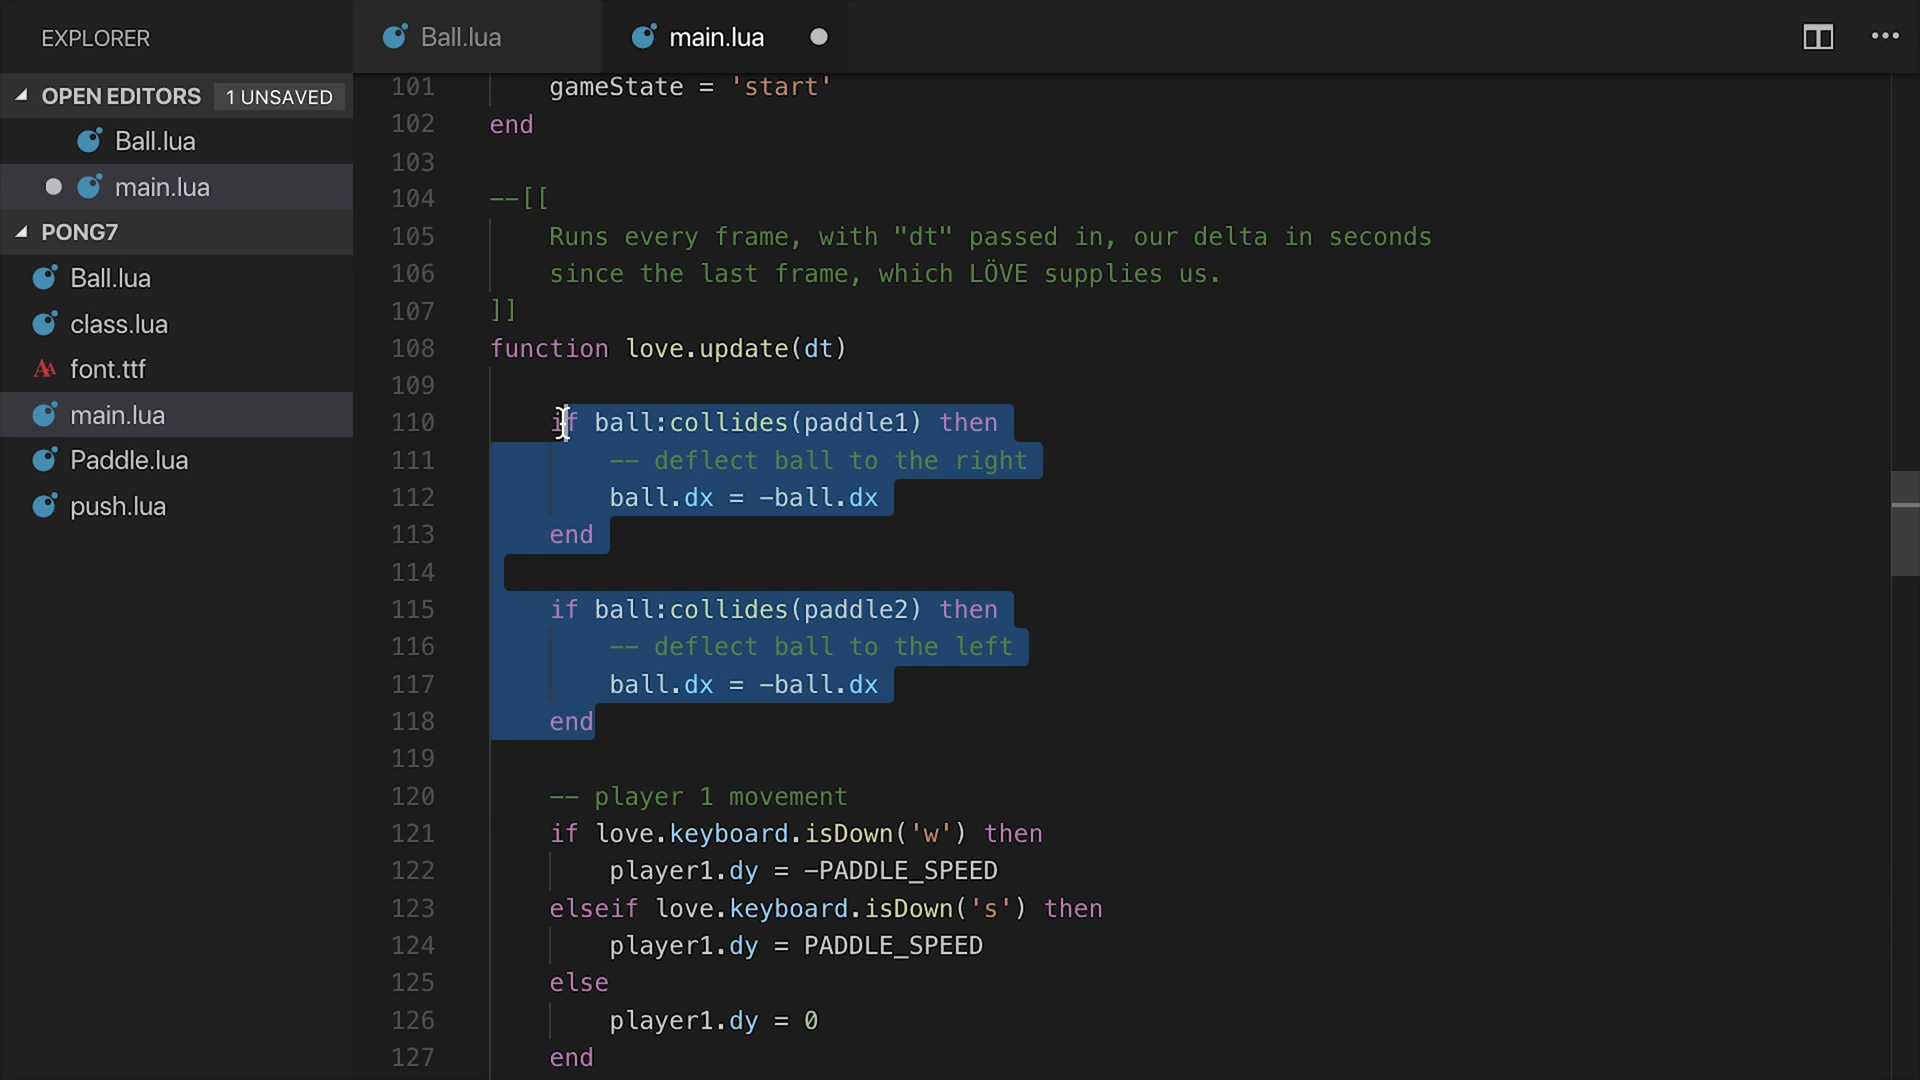 EXPLORER
OPEN EDITORS 1 UNSAVED
Ball.lua
main.lua
PONG7
Ball.lua
class.lua
font.ttf
main.lua
Paddle.lua
push.lua
Ball.lua main.lua
101 gameState = 'start'
102 end
103
104 --[[
105 Runs every frame, with "dt" passed in, our delta in seconds
106 since the last frame, which LÖVE supplies us.
107 ]]
108 function love.update(dt)
109
110 if ball:collides(paddle1) then
111 -- deflect ball to the right
112 ball.dx = -ball.dx
113 end
114
115 if ball:collides(paddle2) then
116 -- deflect ball to the left
117 ball.dx = -ball.dx
118 end
119
120 -- player 1 movement
121 if love.keyboard.isDown('w') then
122 player1.dy = -PADDLE_SPEED
123 elseif love.keyboard.isDown('s') then
124 player1.dy = PADDLE_SPEED
125 else
126 player1.dy = 0
127 end